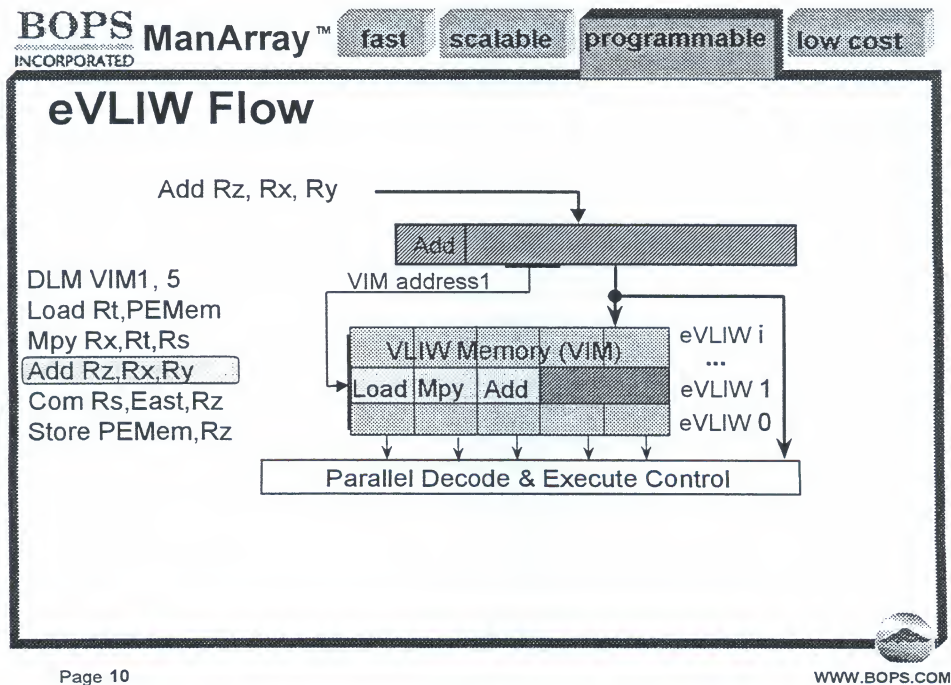 BOPS
INCORPORATED
ManArray™
fast
scalable
programmable
low cost
eVLIW Flow
Add Rz, Rx, Ry
Add
VIM address1
DLM VIM1, 5
Load Rt,PEMem
Mpy Rx,Rt,Rs
Add Rz,Rx,Ry
Com Rs,East,Rz
Store PEMem,Rz
VLIW Memory (VIM)
Load Mpy Add
eVLIW i
...
eVLIW 1
eVLIW 0
Parallel Decode & Execute Control
Page 10
WWW.BOPS.COM